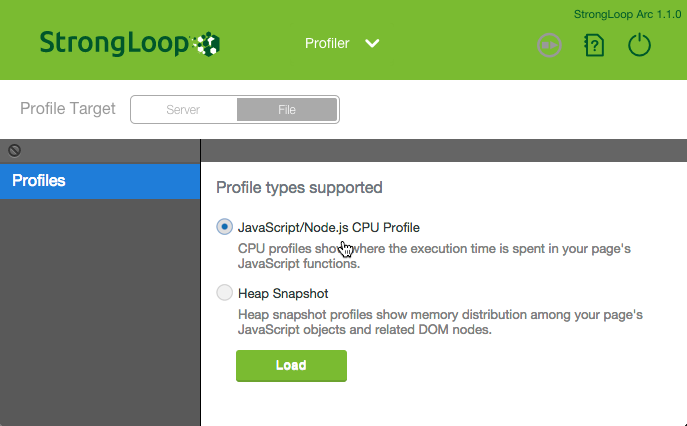 StrongLoop Arc 1.1.0
StrongLoop
Profiler
?
Profile Target
Server
File
Profiles
Profile types supported
JavaScript/Node.js CPU Profile
CPU profiles show where the execution time is spent in your page's
JavaScript functions.
Heap Snapshot
Heap snapshot profiles show memory distribution among your page's
JavaScript objects and related DOM nodes.
Load